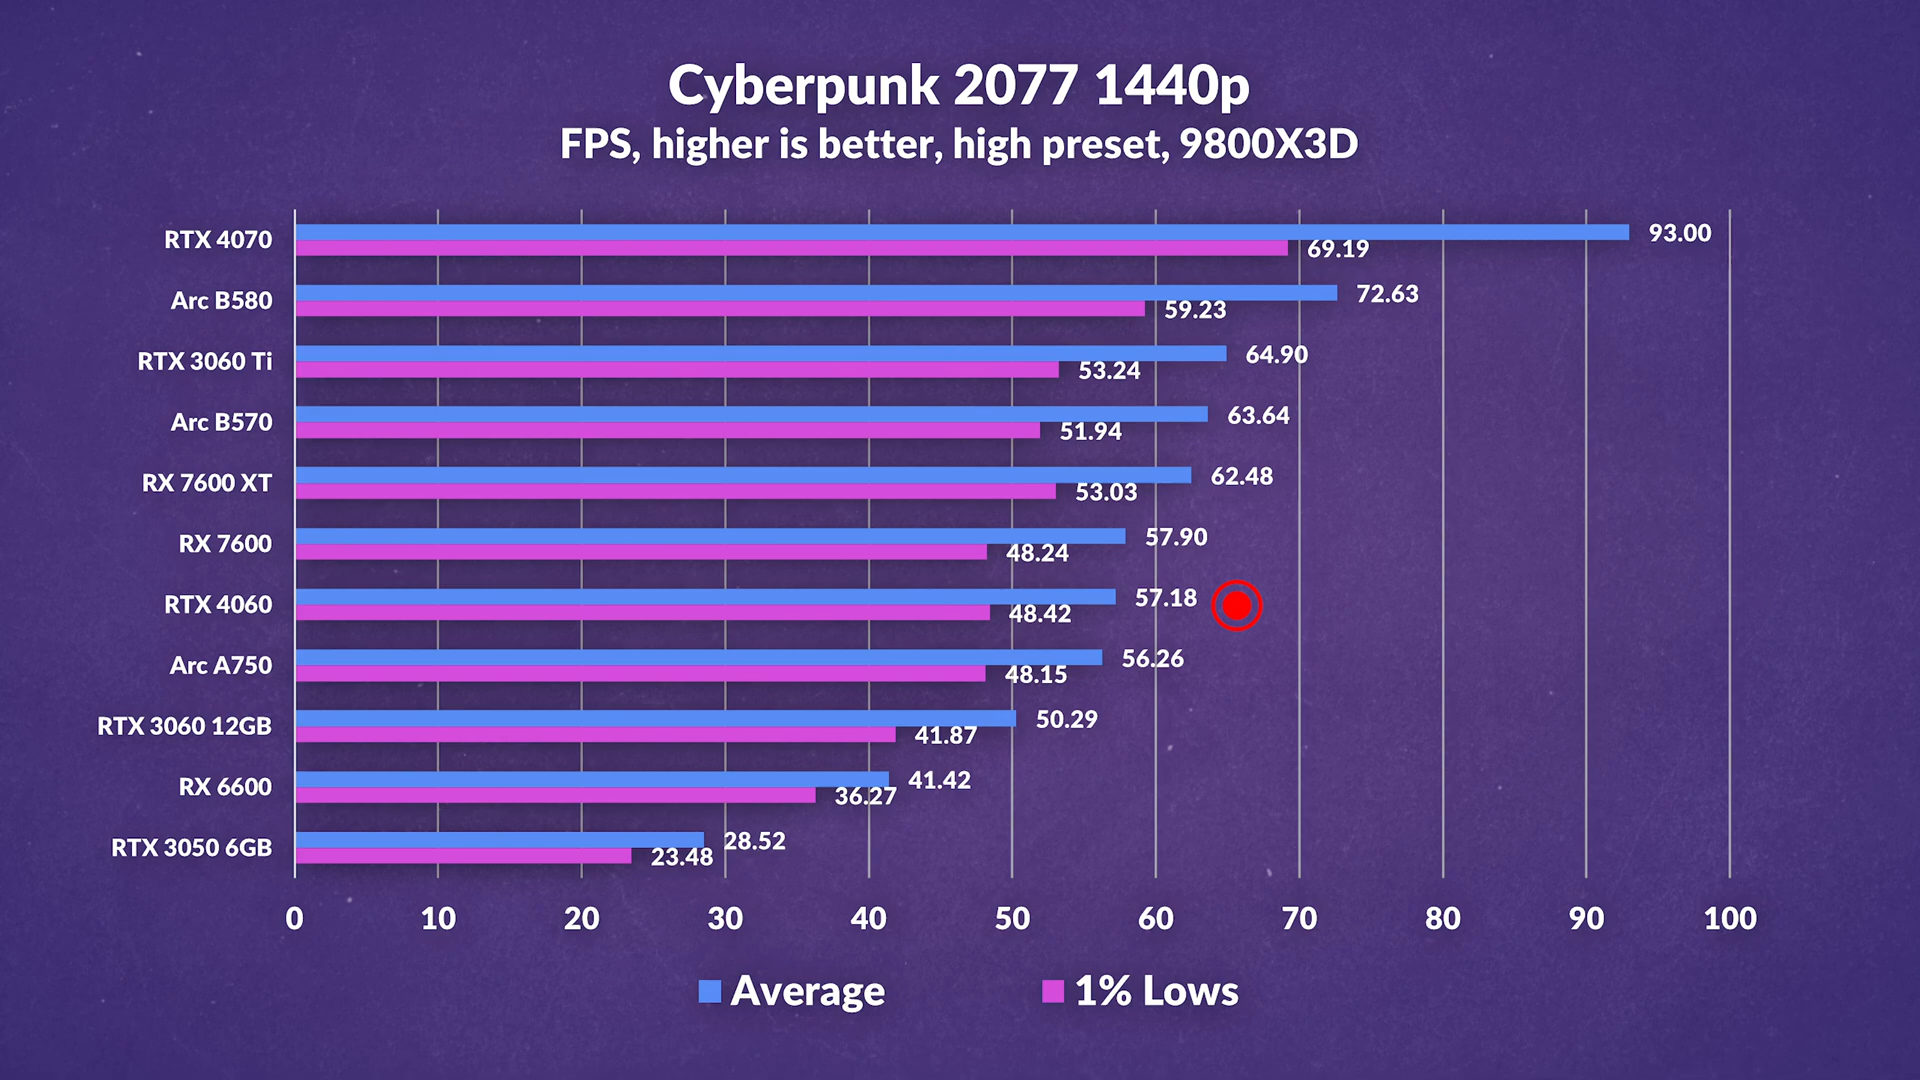 Cyberpunk 2077 1440p
FPS, higher is better, high preset, 9800X3D
RTX 4070 93.00
69.19
Arc B580 72.63
59.23
RTX 3060 Ti 64.90
53.24
Arc B570 63.64
51.94
RX 7600 XT 62.48
53.03
RX 7600 57.90
48.24
RTX 4060 57.18
48.42
Arc A750 56.26
48.15
RTX 3060 12GB 50.29
41.87
RX 6600 41.42
36.27
RTX 3050 6GB 28.52
23.48
0 10 20 30 40 50 60 70 80 90 100
Average 1% Lows